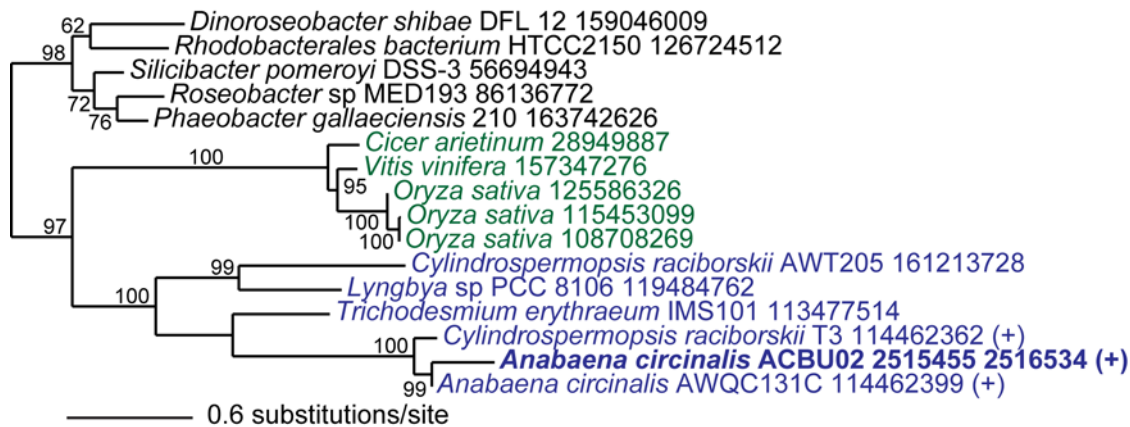 62
Dinoroseobacter shibae DFL 12 159046009
98
Rhodobacterales bacterium HTCC2150 126724512
Silicibacter pomeroyi DSS-3 56694943
72
Roseobacter sp MED193 86136772
76
Phaeobacter gallaeciensis 210 163742626
Cicer arietinum 28949887
100
Vitis vinifera 157347276
95
Oryza sativa 125586326
100
Oryza sativa 115453099
100
Oryza sativa 108708269
97
Cylindrospermopsis raciborskii AWT205 161213728
99
Lyngbya sp PCC 8106 119484762
100
Trichodesmium erythraeum IMS101 113477514
Cylindrospermopsis raciborskii T3 114462362 (+)
100
Anabaena circinalis ACBU02 2515455 2516534 (+)
99
Anabaena circinalis AWQC131C 114462399 (+)
0.6 substitutions/site